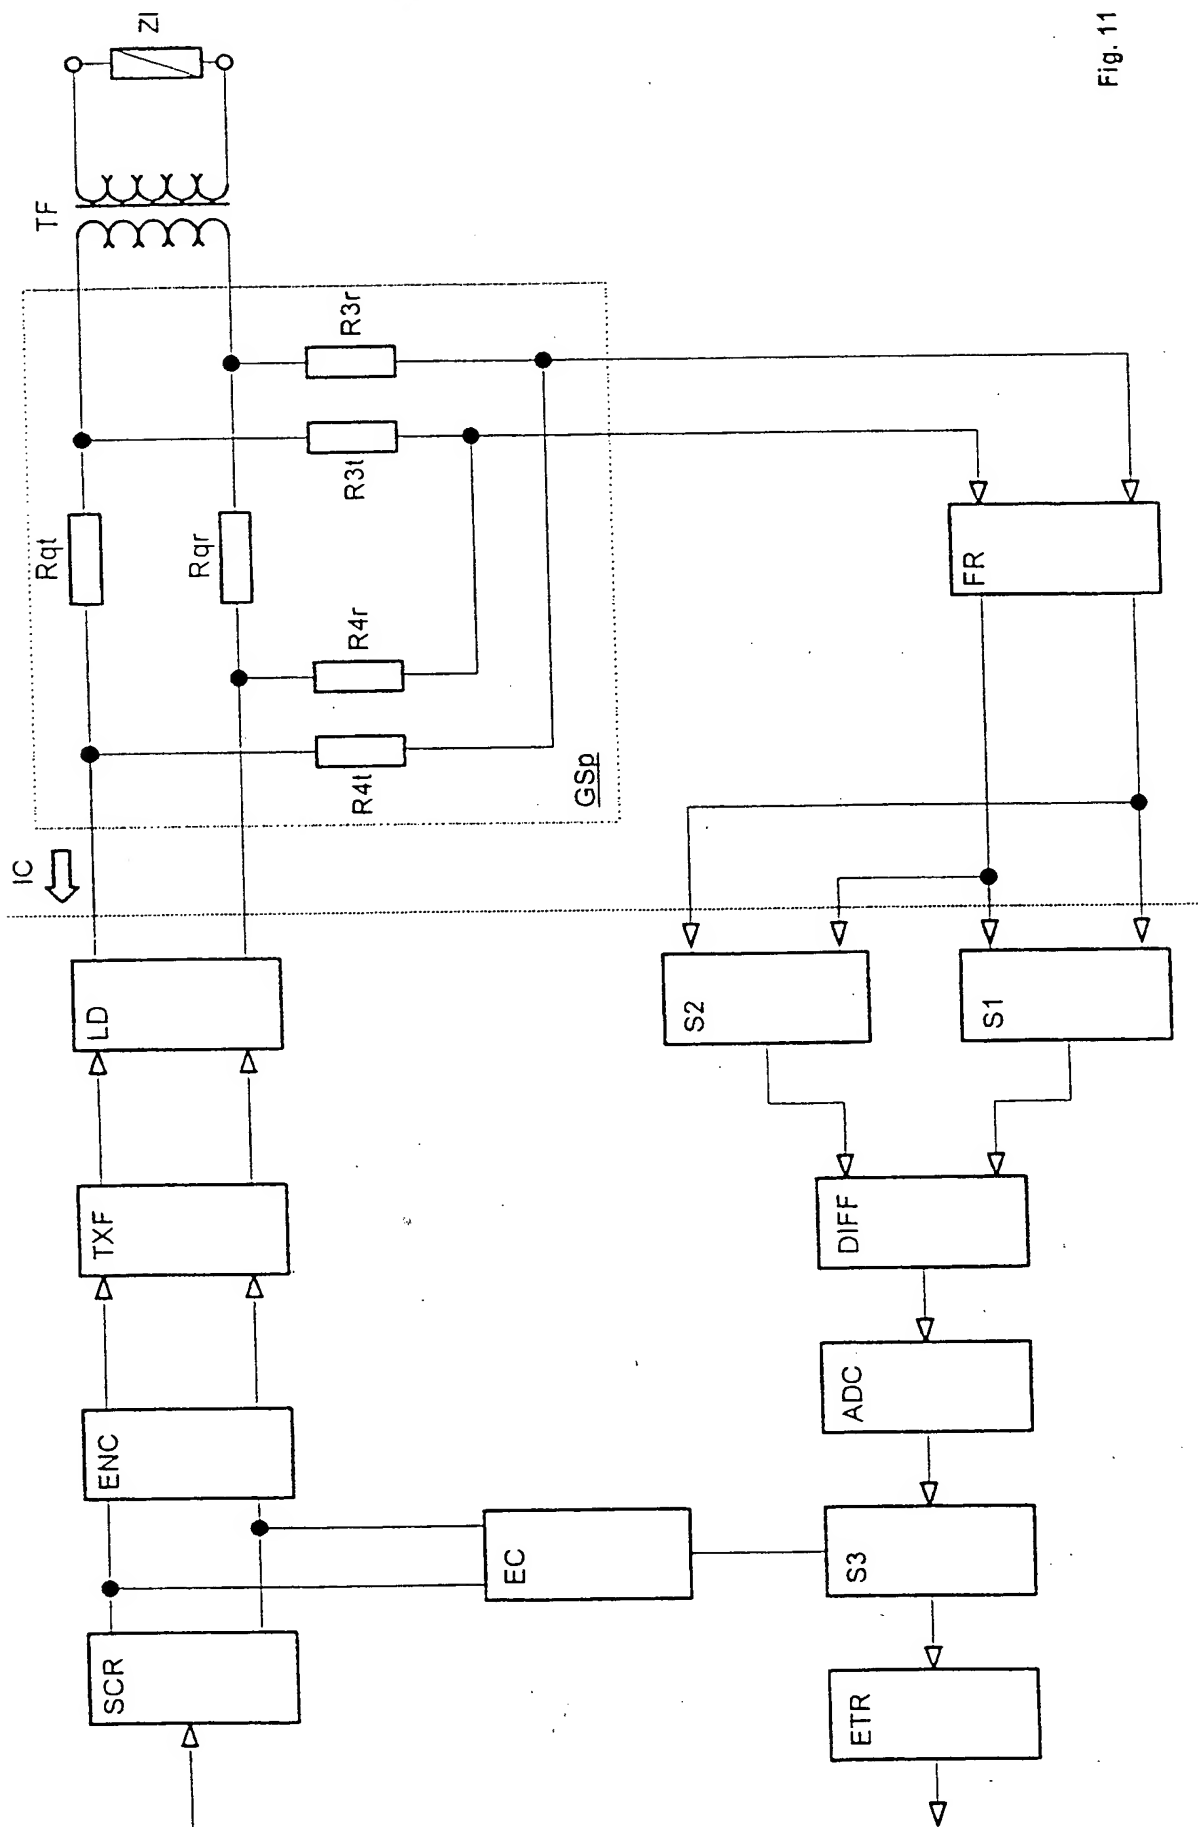 SCR
ENC
TXF
LD
IC
Rqt
Rqr
R4t
R4r
R3t
R3r
GSp
TF
Zl
EC
ETR
S3
ADC
DIFF
S2
S1
FR
Fig. 11